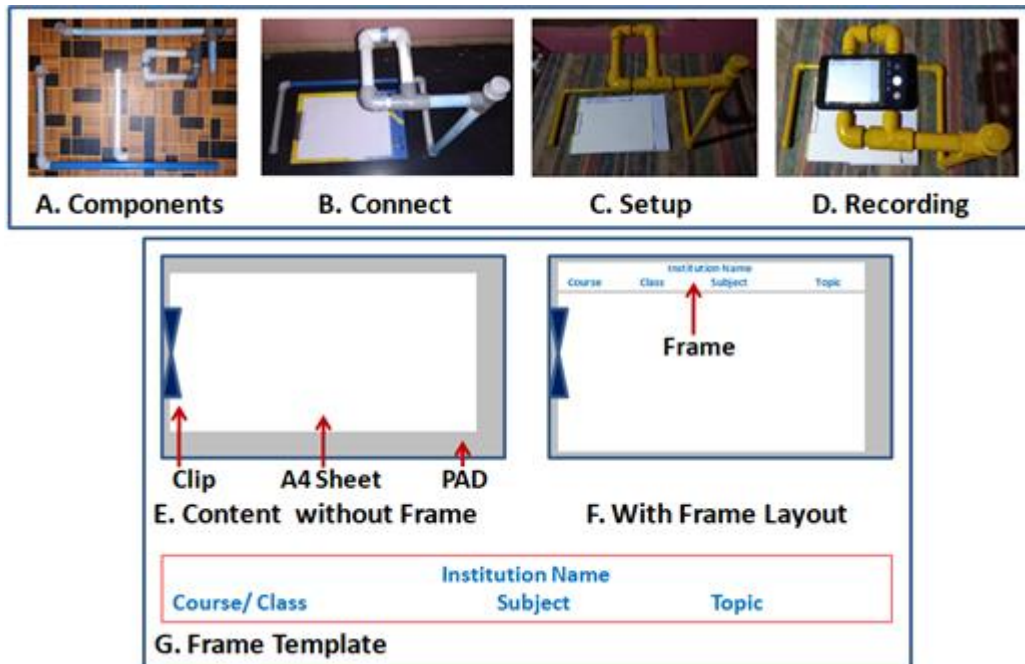 A. Components
B. Connect
C. Setup
D. Recording
Clip
A4 Sheet
PAD
E. Content without Frame
Institution Name
Course Class Subject Topic
Frame
F. With Frame Layout
Institution Name
Course/ Class Subject Topic
G. Frame Template